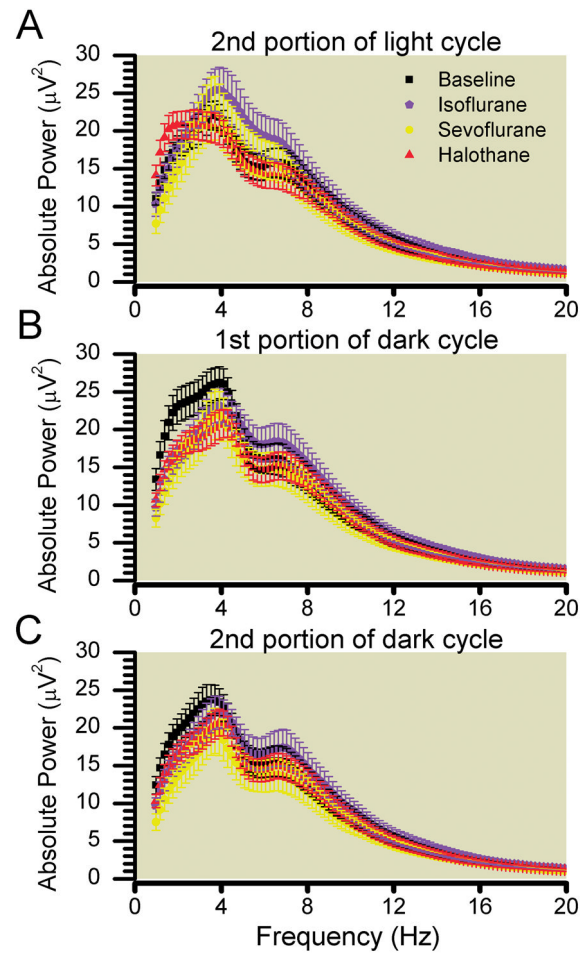 A
2nd portion of light cycle
Absolute Power (µV²)
30
25
20
15
10
5
0
Baseline
Isoflurane
Sevoflurane
Halothane
0 4 8 12 16 20
B
1st portion of dark cycle
Absolute Power (µV²)
30
25
20
15
10
5
0
0 4 8 12 16 20
C
2nd portion of dark cycle
Absolute Power (µV²)
30
25
20
15
10
5
0
0 4 8 12 16 20
Frequency (Hz)